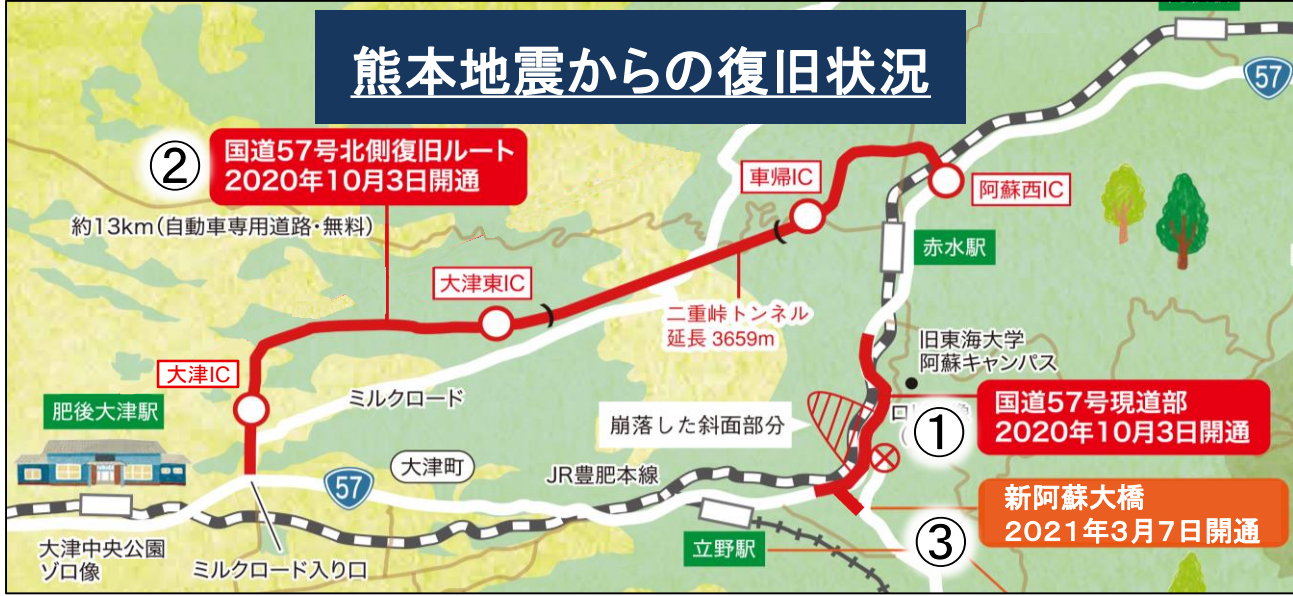 熊本地震からの復旧状況
57
②
国道57号北側復旧ルート
2020年10月3日開通
約13km(自動車専用道路・無料)
車帰IC
阿蘇西IC
赤水駅
大津東IC
二重峠トンネル
延長 3659m
旧東海大学
阿蘇キャンパス
大津IC
ミルクロード
肥後大津駅
崩落した斜面部分
①
国道57号現道部
2020年10月3日開通
大津町
JR豊肥本線
57
新阿蘇大橋
2021年3月7日開通
③
立野駅
大津中央公園
ゾロ像
ミルクロード入り口